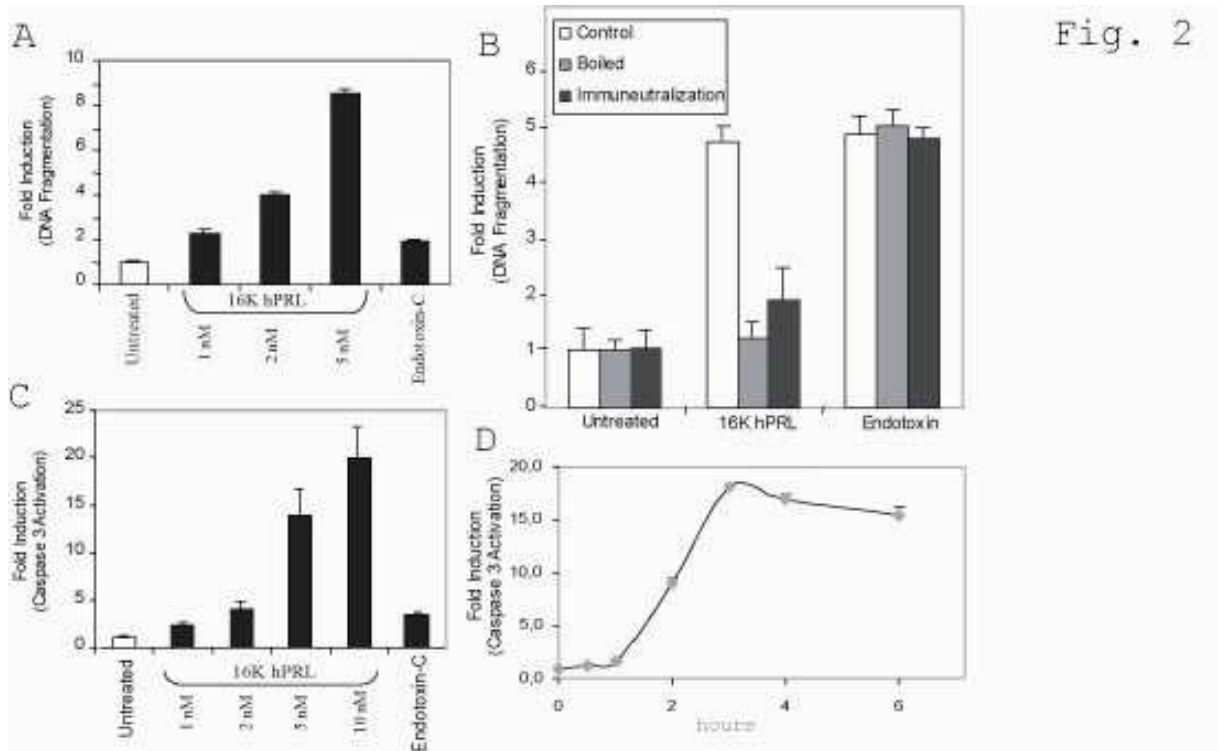 Fig. 2
A
10
8
6
4
2
0
Fold Induction
(DNA Fragmentation)
Untreated
16K hPRL
1 nM
2 nM
5 nM
Endotoxin-C
B
Control
Boiled
Immuneutralization
6
5
4
3
2
1
0
Fold Induction
(DNA Fragmentation)
Untreated
16K hPRL
Endotoxin
C
25
20
15
10
5
0
Fold Induction
(Caspase 3 Activation)
Untreated
16K hPRL
1 nM
2 nM
5 nM
10 nM
Endotoxin-C
D
20,0
15,0
10,0
5,0
0,0
Fold Induction
(Caspase 3 Activation)
0
2
4
6
hours